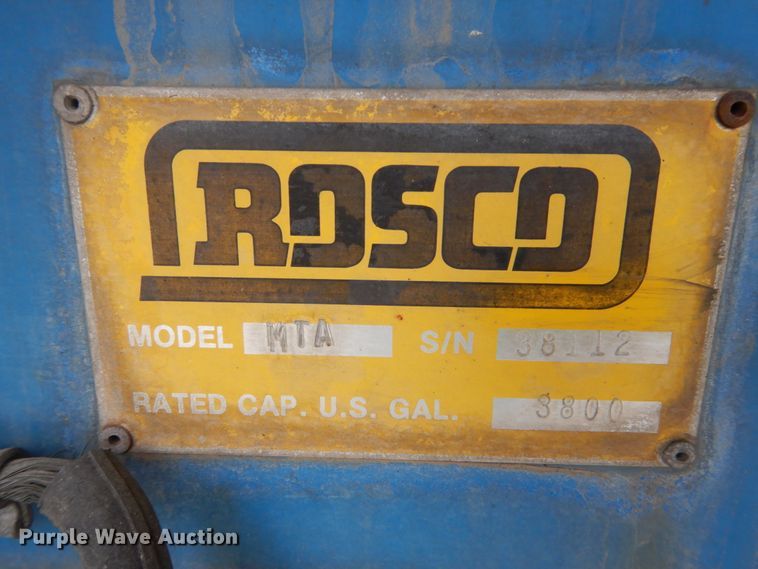 ROSCO
MODEL MTA S/N 38112
RATED CAP. U.S. GAL. 3800
Purple Wave Auction